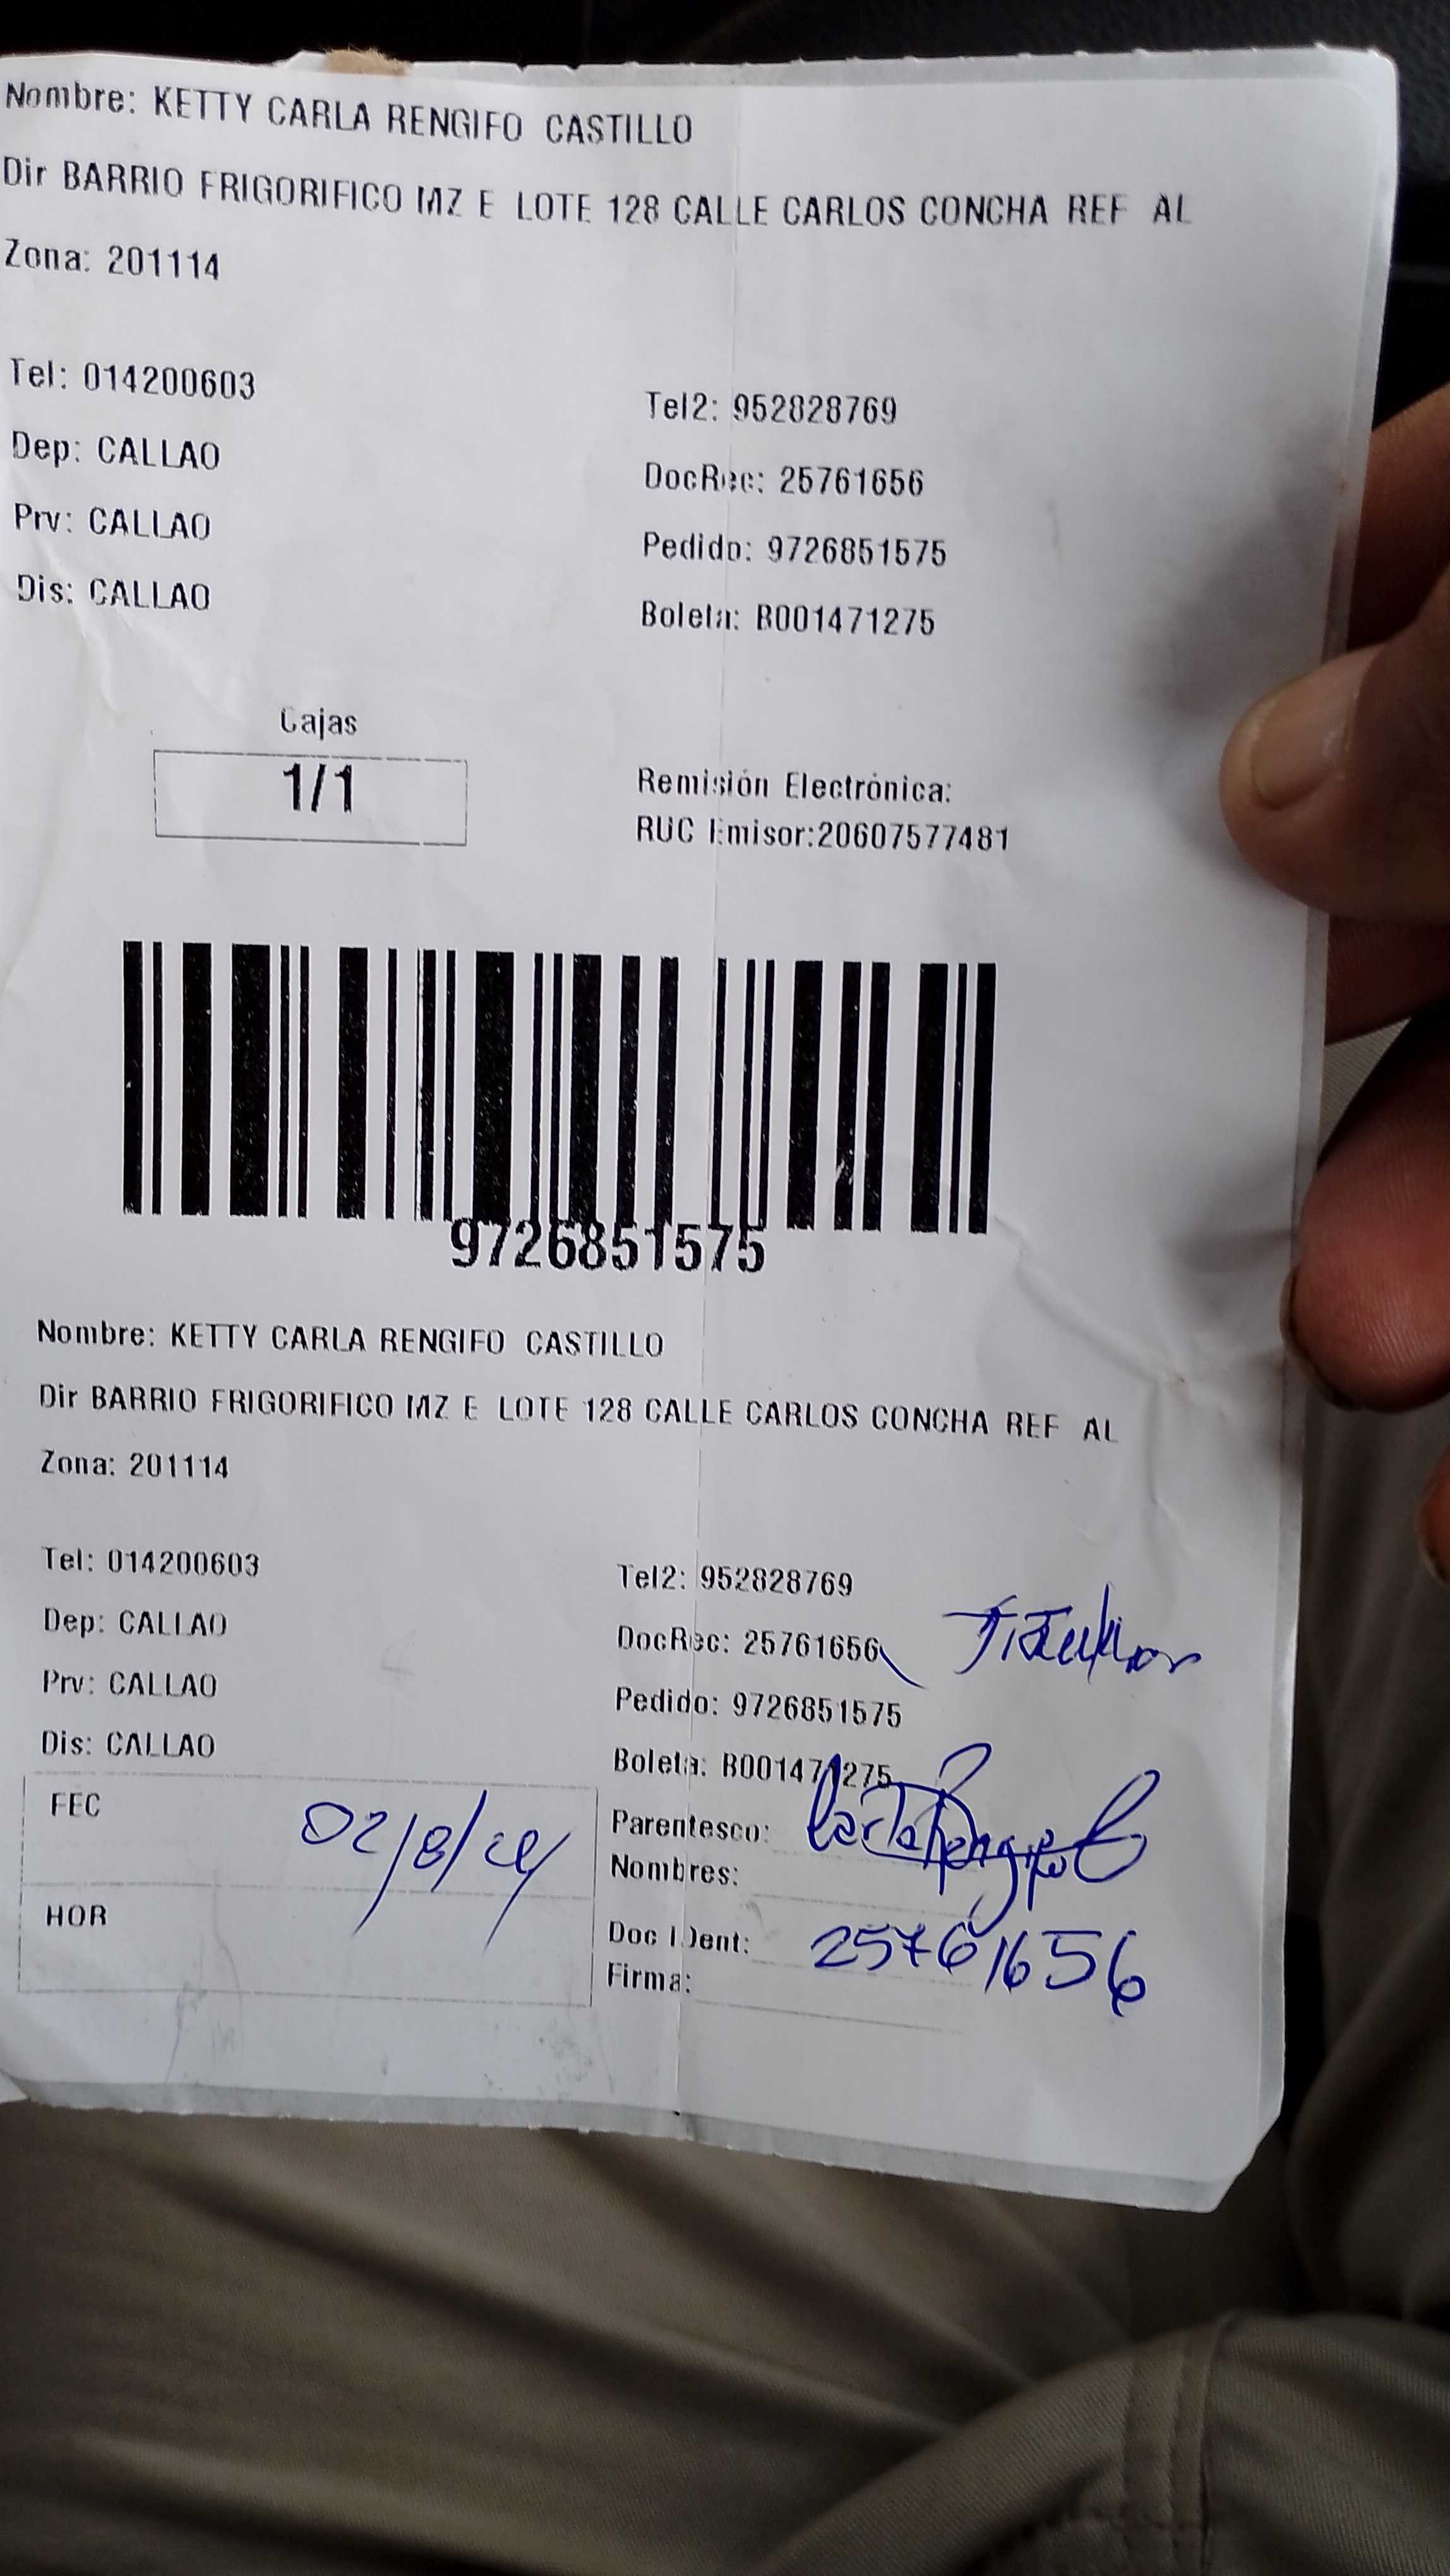 Nombre: KETTY CARLA RENGIFO CASTILLO
Dir BARRIO FRIGORIFICO MZ E LOTE 128 CALLE CARLOS CONCHA REF AL
Zona: 201114
Tel: 014200603
Tel2: 952828769
Dep: CALLAO
DocRec: 25761656
Prv: CALLAO
Pedido: 9726851575
Dis: CALLAO
Boleta: B001471275
Cajas
1/1
Remisión Electrónica:
RUC Emisor:20607577481
9726851575
Nombre: KETTY CARLA RENGIFO CASTILLO
Dir BARRIO FRIGORIFICO MZ E LOTE 128 CALLE CARLOS CONCHA REF AL
Zona: 201114
Tel: 014200603
Tel2: 952828769
Dep: CALLAO
DocRec: 25761656
Prv: CALLAO
Pedido: 9726851575
Dis: CALLAO
Boleta: B001471275
FEC
Parentesco: Carla Rengifo
Nombres:
HOR
Doc Ident: 25761656
Firma: